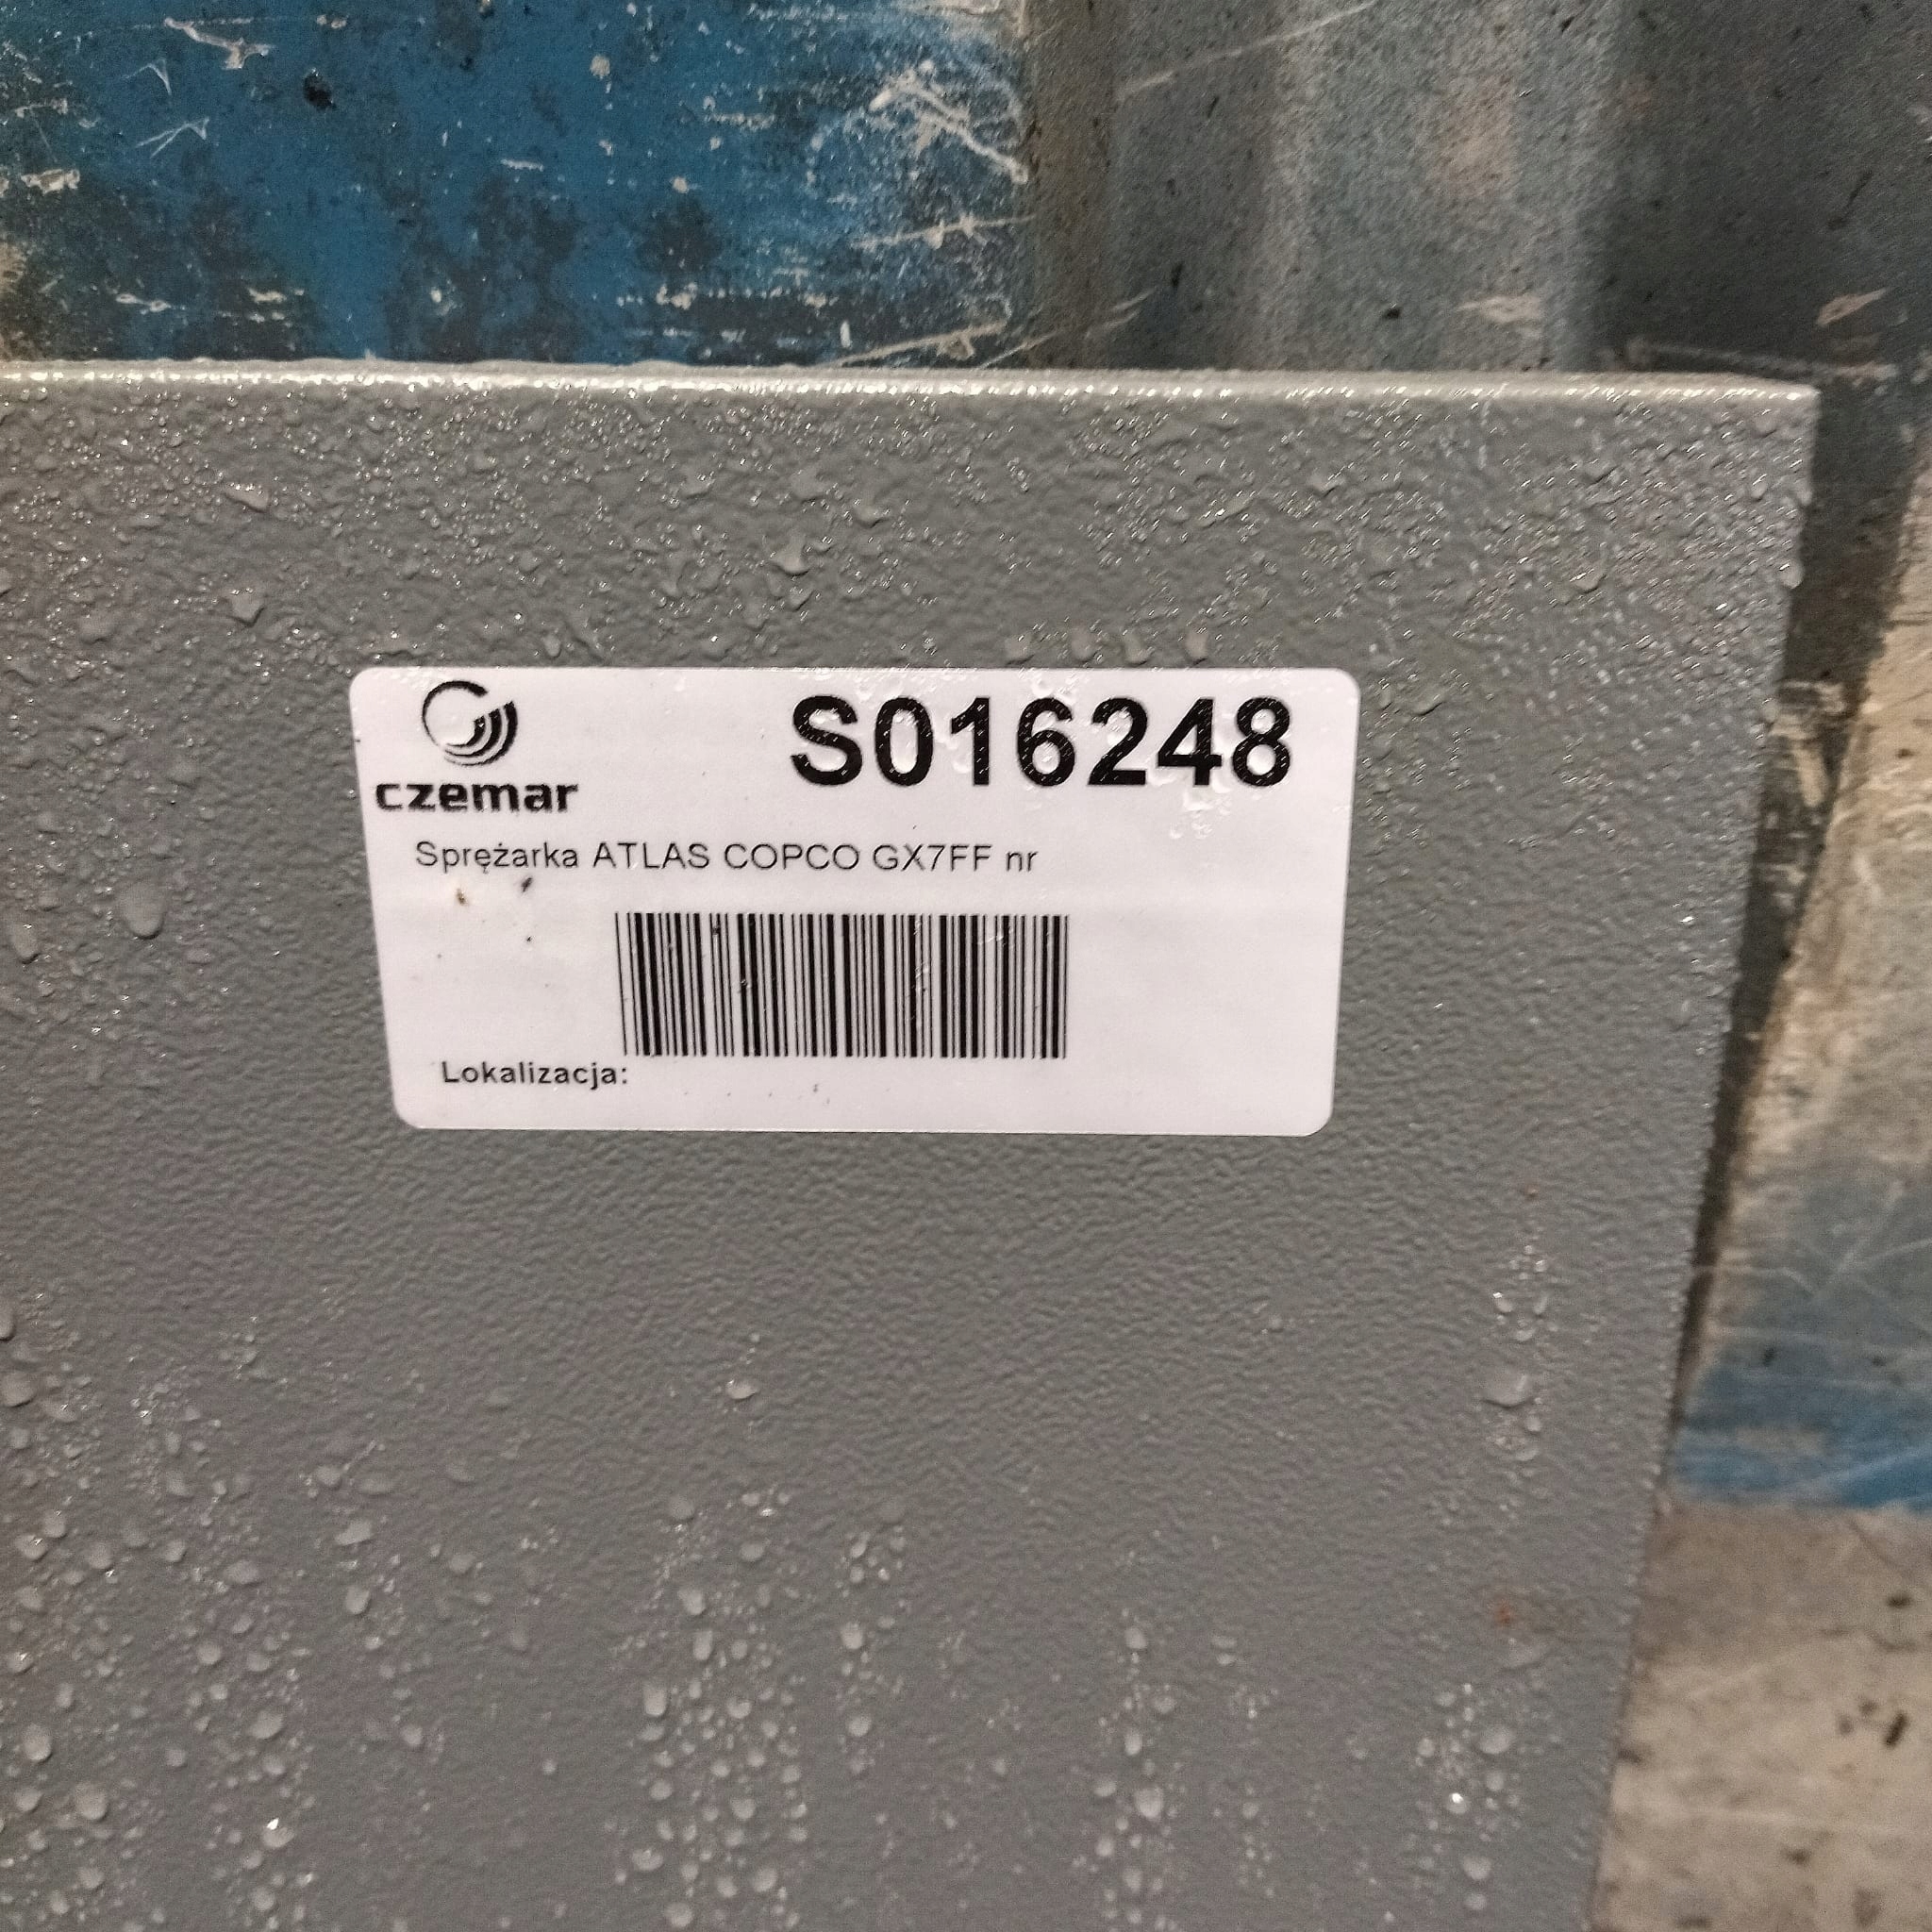 czemar
S016248
Sprężarka ATLAS COPCO GX7FF nr
Lokalizacja: